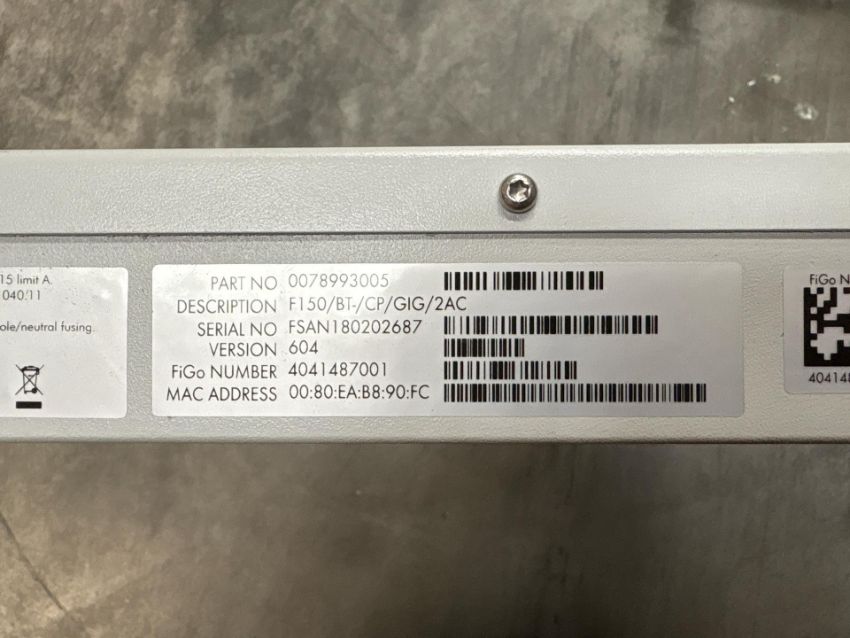 15 limit A.
040:11
ole/neutral fusing.
PART NO 0078993005
DESCRIPTION F150/BT-/CP/GIG/2AC
SERIAL NO FSAN180202687
VERSION 604
FiGo NUMBER 4041487001
MAC ADDRESS 00:80:EA:B8:90:FC
FiGo N
404148